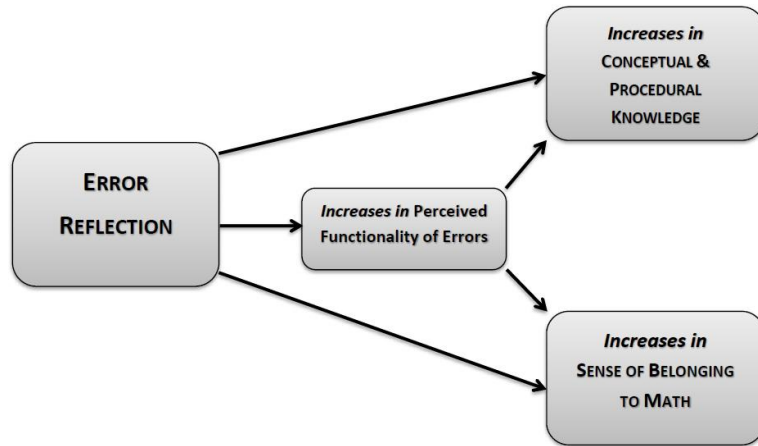 ERROR
REFLECTION
Increases in Perceived
Functionality of Errors
Increases in
CONCEPTUAL &
PROCEDURAL
KNOWLEDGE
Increases in
SENSE OF BELONGING
TO MATH